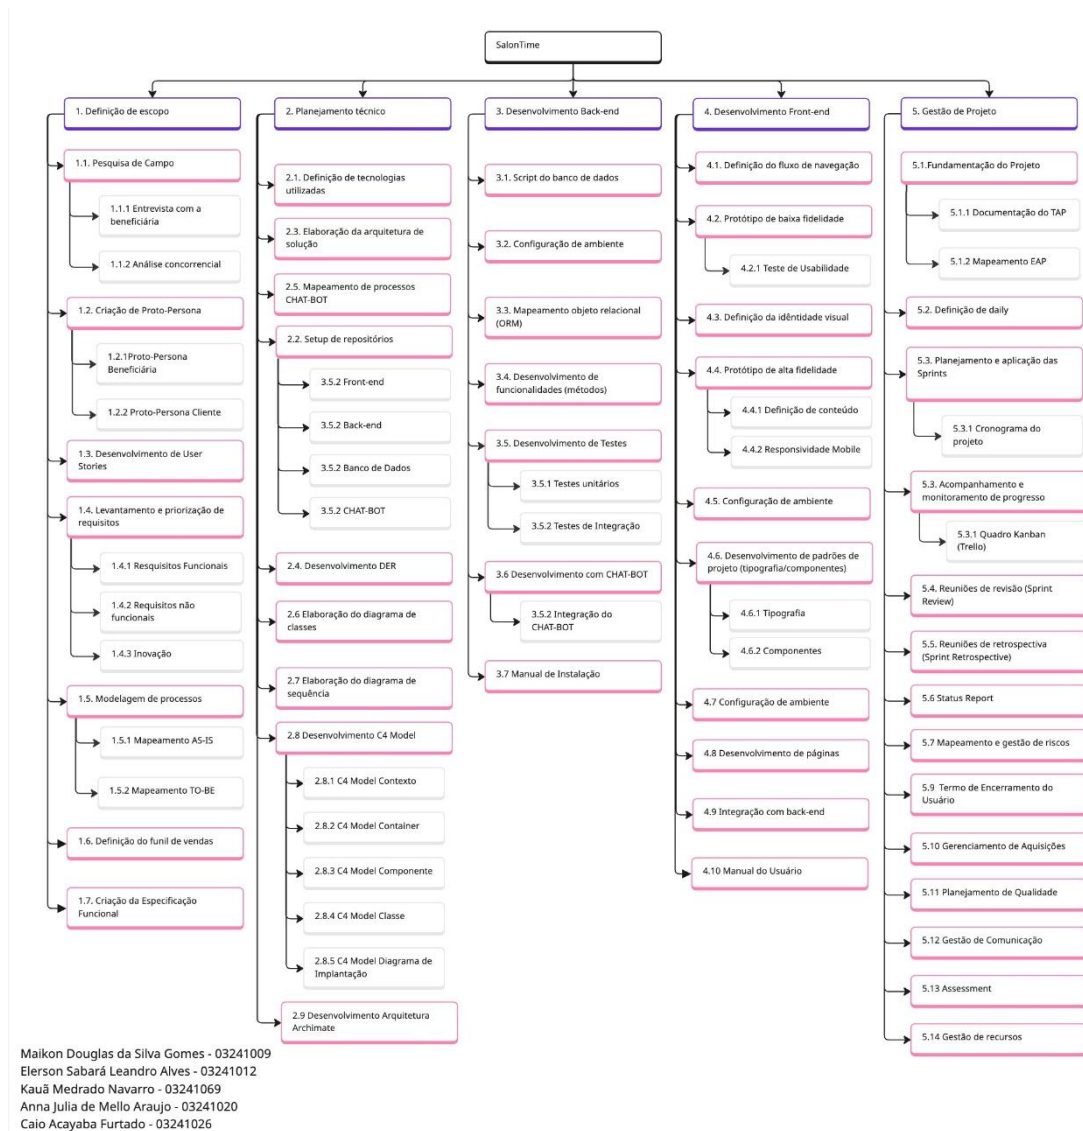 SalonTime
1. Definição de escopo
1.1. Pesquisa de Campo
1.1.1 Entrevista com a
beneficiária
1.1.2 Análise concorrencial
1.2. Criação de Proto-Persona
1.2.1Proto-Persona
Beneficiária
1.2.2 Proto-Persona Cliente
1.3. Desenvolvimento de User
Stories
1.4. Levantamento e priorização de
requisitos
1.4.1 Resquisitos Funcionais
1.4.2 Requisitos não
funcionais
1.4.3 Inovação
1.5. Modelagem de processos
1.5.1 Mapeamento AS-IS
1.5.2 Mapeamento TO-BE
1.6. Definição do funil de vendas
1.7. Criação da Especificação
Funcional
2. Planejamento técnico
2.1. Definição de tecnologias
utilizadas
2.3. Elaboração da arquitetura de
solução
2.5. Mapeamento de processos
CHAT-BOT
2.2. Setup de repositórios
3.5.2 Front-end
3.5.2 Back-end
3.5.2 Banco de Dados
3.5.2 CHAT-BOT
2.4. Desenvolvimento DER
2.6 Elaboração do diagrama de
classes
2.7 Elaboração do diagrama de
sequência
2.8 Desenvolvimento C4 Model
2.8.1 C4 Model Contexto
2.8.2 C4 Model Container
2.8.3 C4 Model Componente
2.8.4 C4 Model Classe
2.8.5 C4 Model Diagrama de
Implantação
2.9 Desenvolvimento Arquitetura
Archimate
3. Desenvolvimento Back-end
3.1. Script do banco de dados
3.2. Configuração de ambiente
3.3. Mapeamento objeto relacional
(ORM)
3.4. Desenvolvimento de
funcionalidades (métodos)
3.5. Desenvolvimento de Testes
3.5.1 Testes unitários
3.5.2 Testes de Integração
3.6 Desenvolvimento com CHAT-BOT
3.5.2 Integração do
CHAT-BOT
3.7 Manual de Instalação
4. Desenvolvimento Front-end
4.1. Definição do fluxo de navegação
4.2. Protótipo de baixa fidelidade
4.2.1 Teste de Usabilidade
4.3. Definição da idêntidade visual
4.4. Protótipo de alta fidelidade
4.4.1 Definição de conteúdo
4.4.2 Responsividade Mobile
4.5. Configuração de ambiente
4.6. Desenvolvimento de padrões de
projeto (tipografia/componentes)
4.6.1 Tipografia
4.6.2 Componentes
4.7 Configuração de ambiente
4.8 Desenvolvimento de páginas
4.9 Integração com back-end
4.10 Manual do Usuário
5. Gestão de Projeto
5.1.Fundamentação do Projeto
5.1.1 Documentação do TAP
5.1.2 Mapeamento EAP
5.2. Definição de daily
5.3. Planejamento e aplicação das
Sprints
5.3.1 Cronograma do
projeto
5.3. Acompanhamento e
monitoramento de progresso
5.3.1 Quadro Kanban
(Trello)
5.4. Reuniões de revisão (Sprint
Review)
5.5. Reuniões de retrospectiva
(Sprint Retrospective)
5.6 Status Report
5.7 Mapeamento e gestão de riscos
5.9 Termo de Encerramento do
Usuário
5.10 Gerenciamento de Aquisições
5.11 Planejamento de Qualidade
5.12 Gestão de Comunicação
5.13 Assessment
5.14 Gestão de recursos
Maikon Douglas da Silva Gomes - 03241009
Elerson Sabará Leandro Alves - 03241012
Kauã Medrado Navarro - 03241069
Anna Julia de Mello Araujo - 03241020
Caio Acayaba Furtado - 03241026